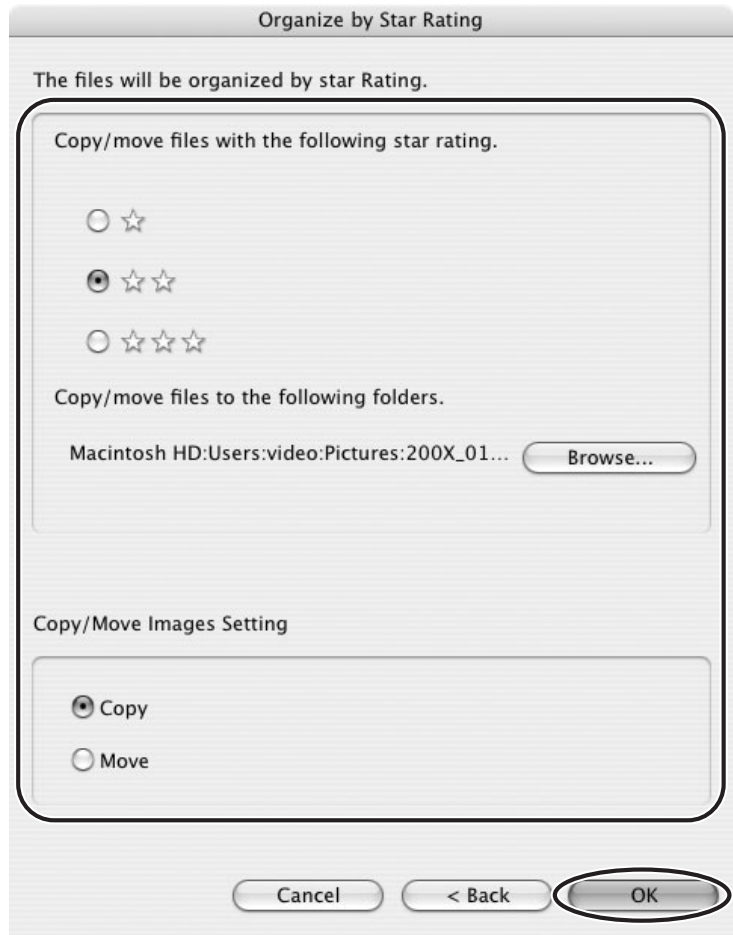 Organize by Star Rating
The files will be organized by star Rating.
Copy/move files with the following star rating.
☆
☆☆
☆☆☆
Copy/move files to the following folders.
Macintosh HD:Users:video:Pictures:200X_01... Browse...
Copy/Move Images Setting
Copy
Move
Cancel < Back OK